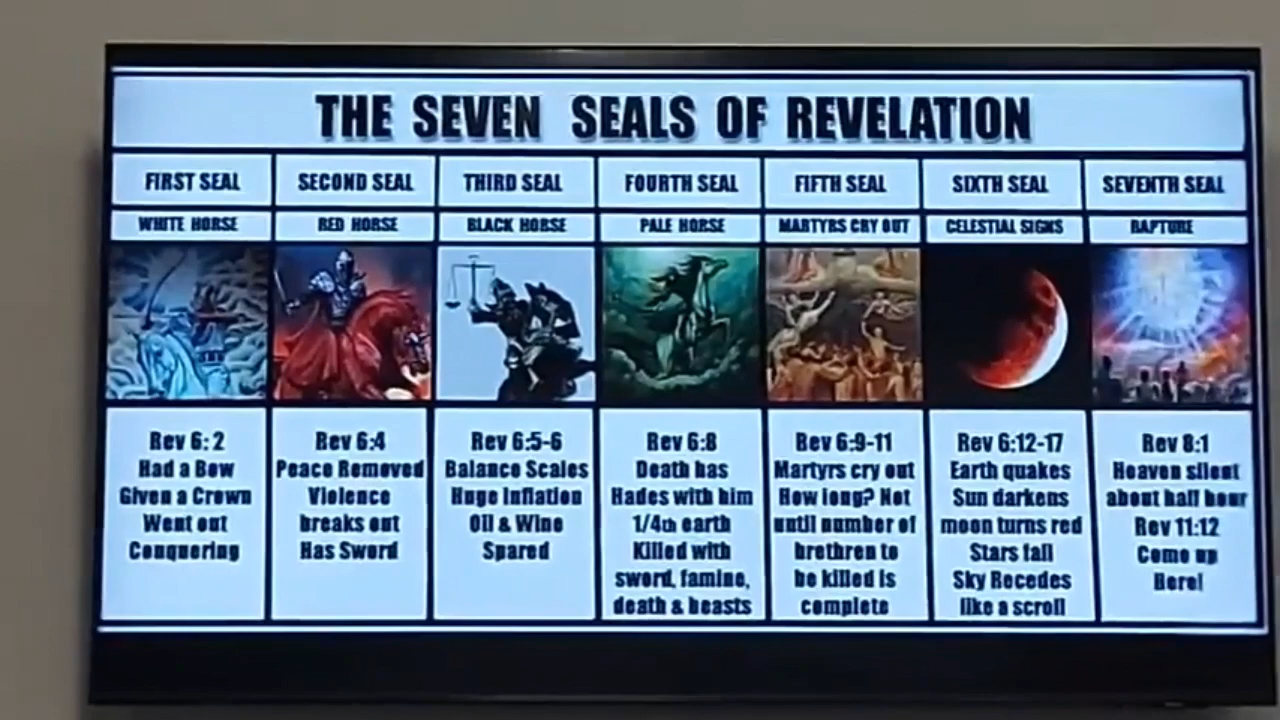 THE SEVEN SEALS OF REVELATION
FIRST SEAL
SECOND SEAL
THIRD SEAL
FOURTH SEAL
FIFTH SEAL
SIXTH SEAL
SEVENTH SEAL
WHITE HORSE
RED HORSE
BLACK HORSE
PALE HORSE
MARTYRS CRY OUT
CELESTIAL SIGNS
RAPTURE
Rev 6:2
Had a Bow
Given a Crown
Went out
Conquering
Rev 6:4
Peace Removed
Violence
breaks out
Has Sword
Rev 6:5-6
Balance Scales
Huge Inflation
Oil & Wine
Spared
Rev 6:8
Death has
Hades with him
1/4th earth
Killed with
sword, famine,
death & beasts
Rev 6:9-11
Martyrs cry out
How long? Not
until number of
brethren to
be killed is
complete
Rev 6:12-17
Earth quakes
Sun darkens
moon turns red
Stars fall
Sky Recedes
like a scroll
Rev 8:1
Heaven silent
about half hour
Rev 11:12
Come up
Here!